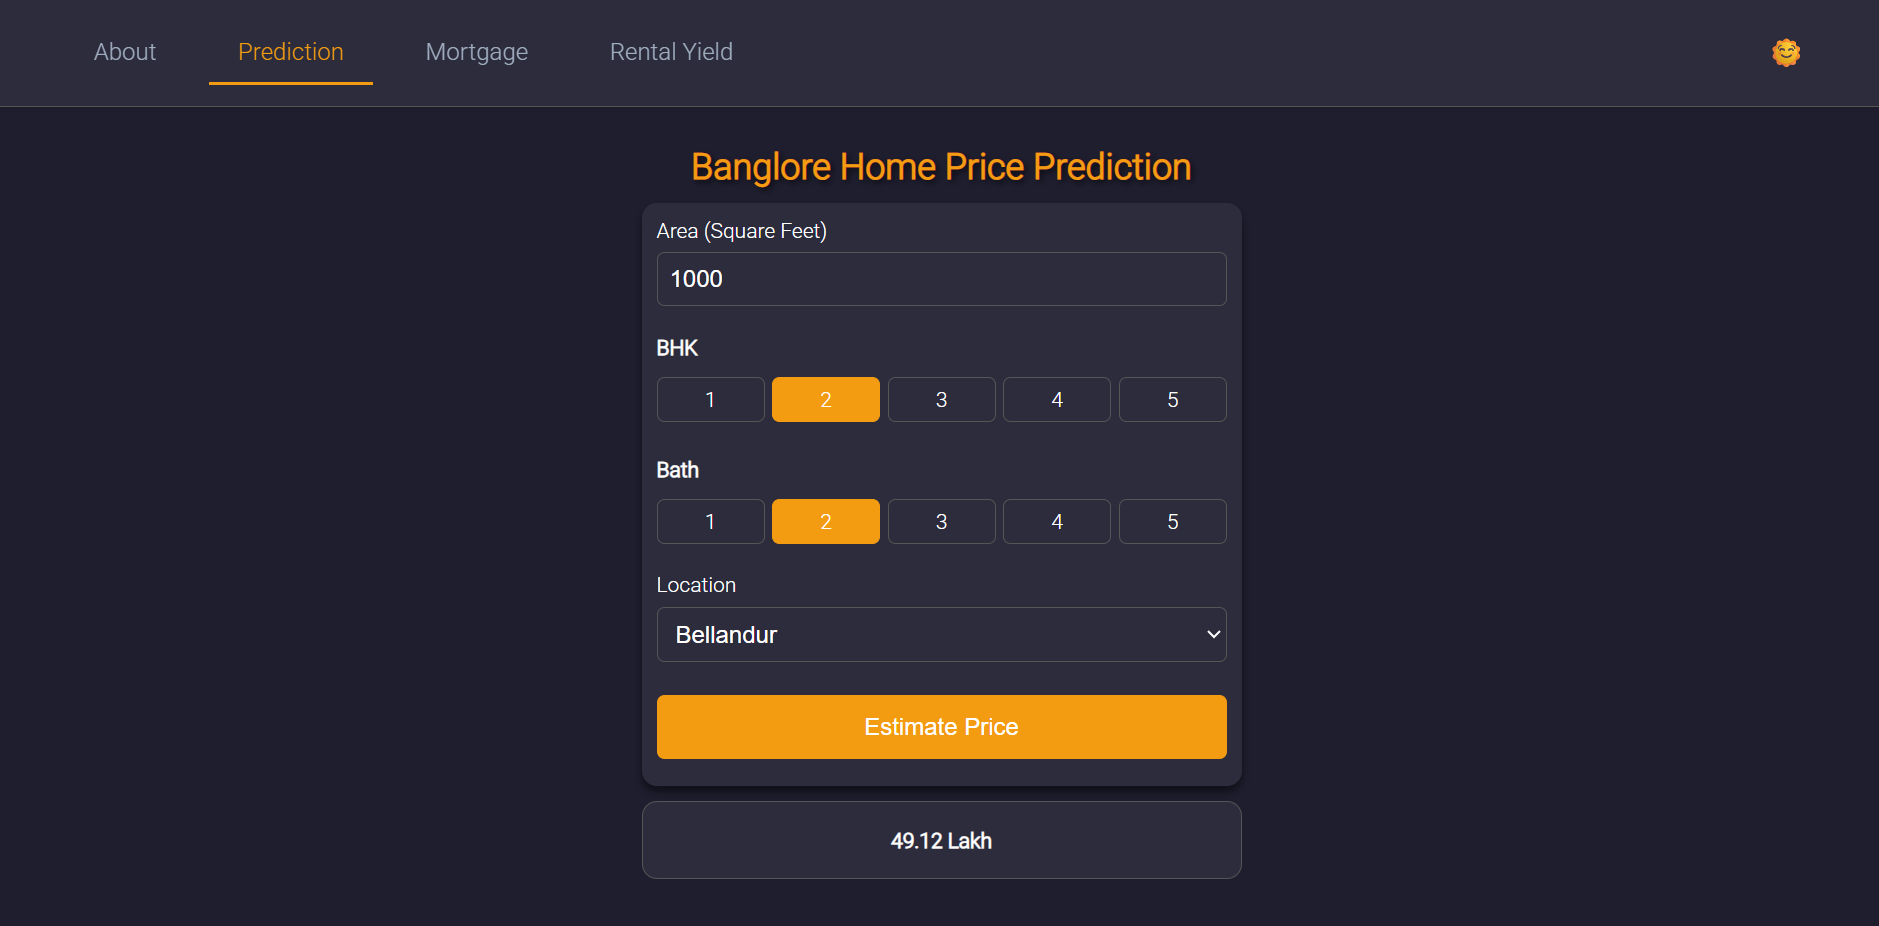 About Prediction Mortgage Rental Yield
Banglore Home Price Prediction
Area (Square Feet)
1000
BHK
1 2 3 4 5
Bath
1 2 3 4 5
Location
Bellandur
Estimate Price
49.12 Lakh